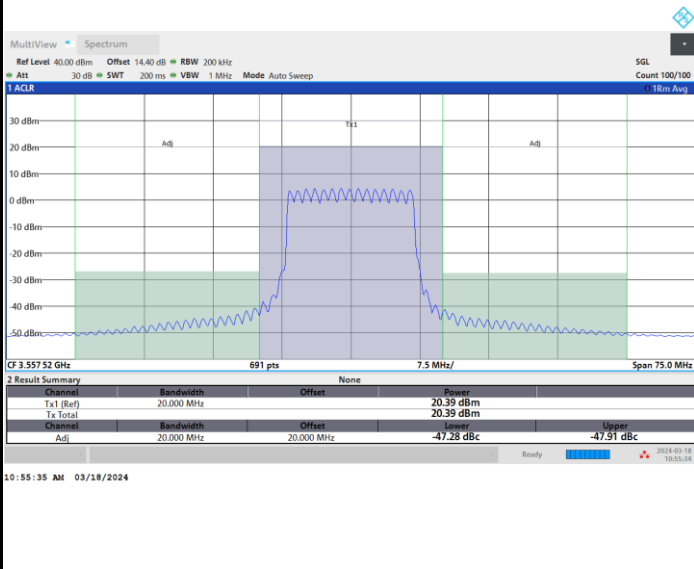 MultiView Spectrum
Ref Level 40.00 dBm Offset 14.40 dB RBW 200 kHz SGL
Att 30 dB SWT 200 ms VBW 1 MHz Mode Auto Sweep Count 100/100
1 ACLR 1Rm Avg
30 dBm
Tx1
20 dBm
Adj Adj
10 dBm
0 dBm
-10 dBm
-20 dBm
-30 dBm
-40 dBm
-50 dBm
CF 3.55752 GHz 691 pts 7.5 MHz/ Span 75.0 MHz
2 Result Summary None
Channel Bandwidth Offset Power
Tx1 (Ref) 20.000 MHz 20.39 dBm
Tx Total 20.39 dBm
Channel Bandwidth Offset Lower Upper
Adj 20.000 MHz 20.000 MHz -47.28 dBc -47.91 dBc
Ready 2024-03-18
10:55:34
10:55:35 AM 03/18/2024